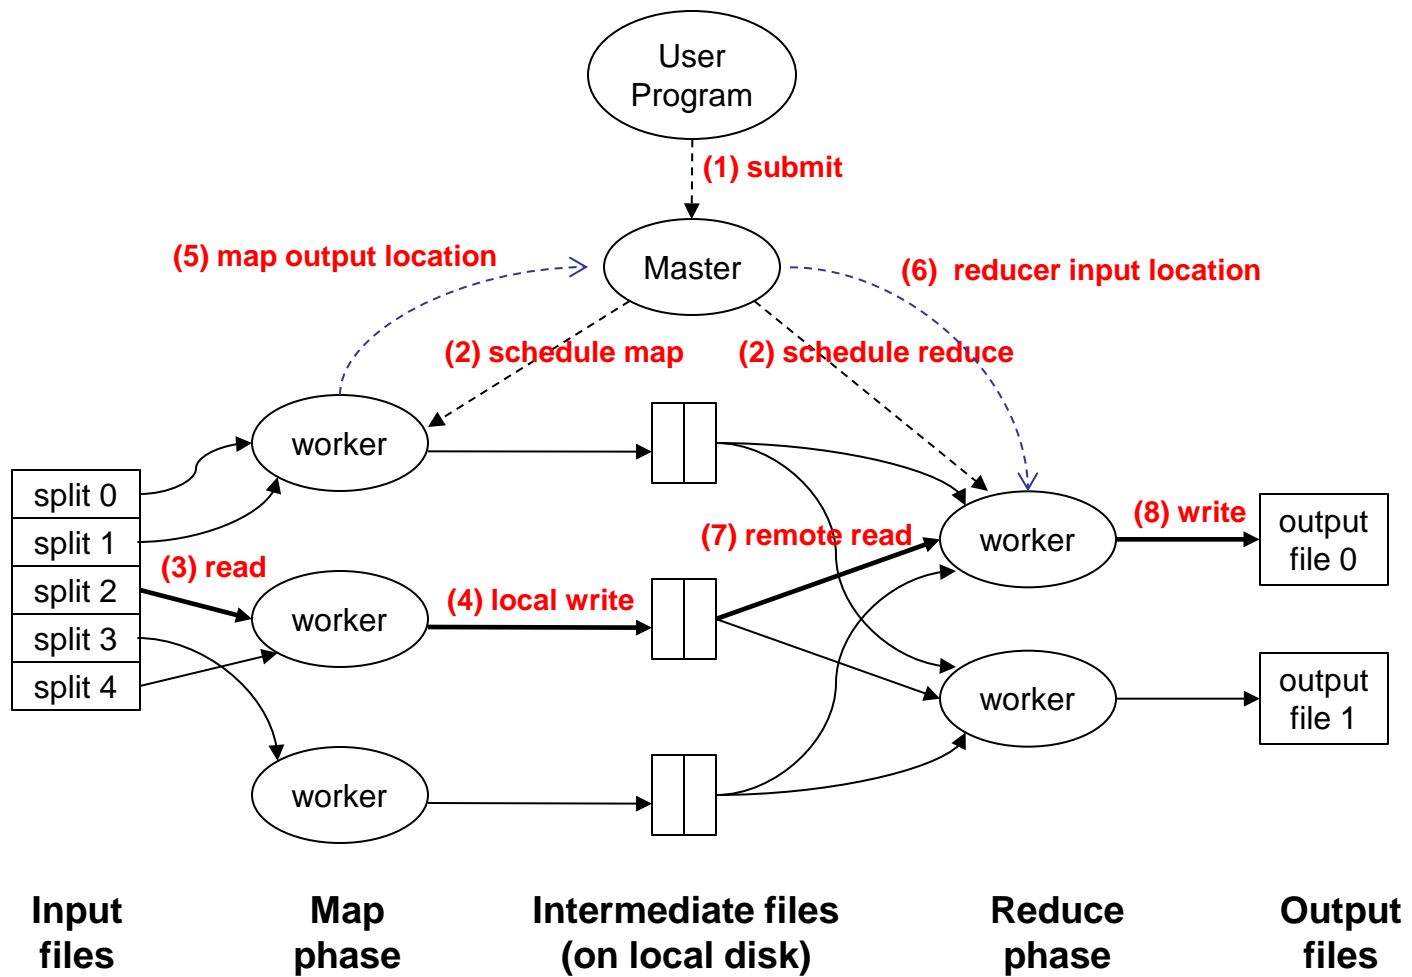 User
Program
(1) submit
(5) map output location
Master
(6) reducer input location
(2) schedule map
(2) schedule reduce
worker
split 0
split 1
split 2
split 3
split 4
(3) read
worker
(4) local write
worker
(7) remote read
worker
(8) write
output
file 0
worker
output
file 1
Input
files
Map
phase
Intermediate files
(on local disk)
Reduce
phase
Output
files